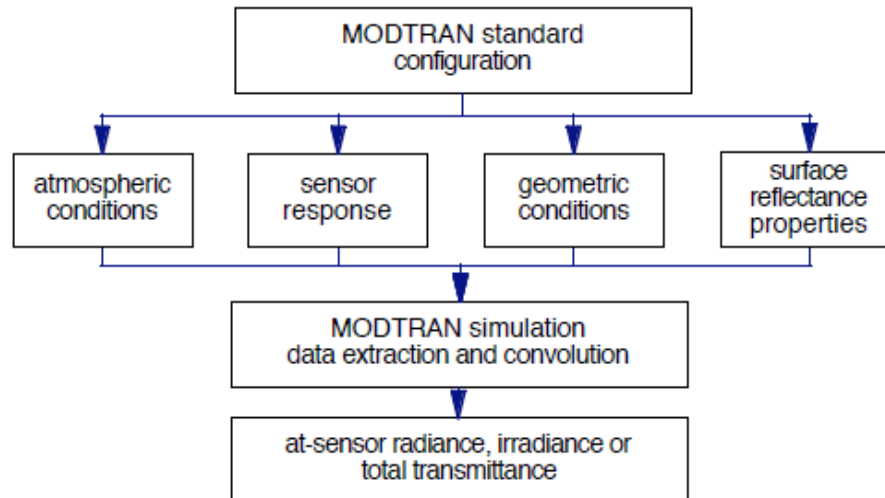 MODTRAN standard
configuration
atmospheric
conditions
sensor
response
geometric
conditions
surface
reflectance
properties
MODTRAN simulation
data extraction and convolution
at-sensor radiance, irradiance or
total transmittance